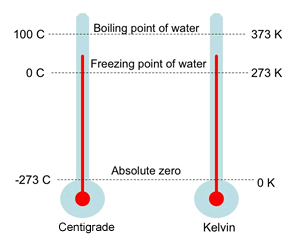 Boiling point of water
100 C
373 K
Freezing point of water
0 C
273 K
Absolute zero
-273 C
0 K
Centigrade
Kelvin